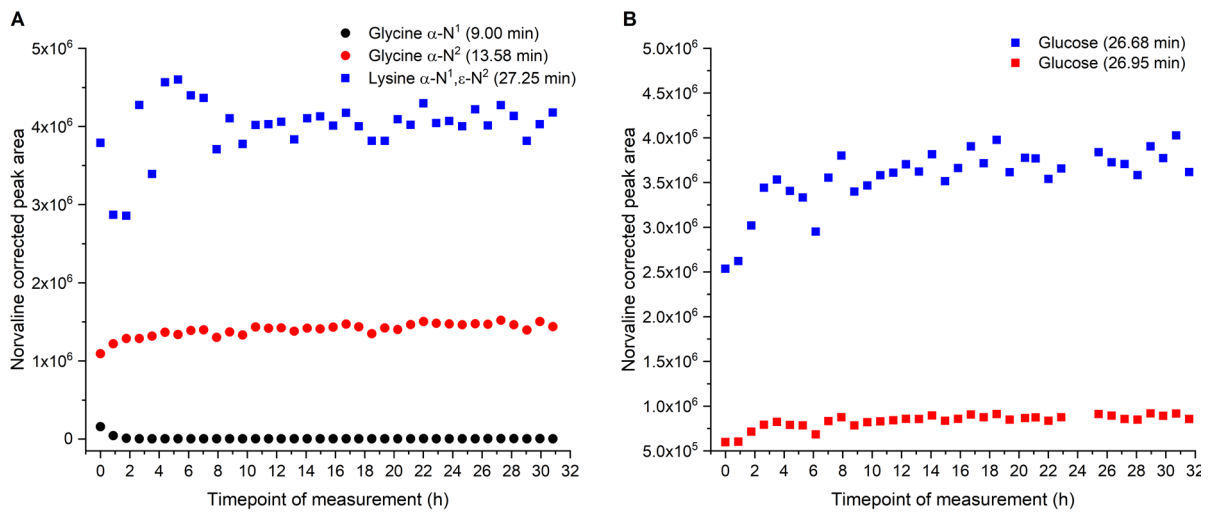 A
Glycine α-N¹ (9.00 min)
Glycine α-N² (13.58 min)
Lysine α-N¹,ε-N² (27.25 min)
5x10⁶
4x10⁶
3x10⁶
2x10⁶
1x10⁶
0
Norvaline corrected peak area
0 2 4 6 8 10 12 14 16 18 20 22 24 26 28 30 32
Timepoint of measurement (h)
B
Glucose (26.68 min)
Glucose (26.95 min)
5.0x10⁶
4.5x10⁶
4.0x10⁶
3.5x10⁶
3.0x10⁶
2.5x10⁶
2.0x10⁶
1.5x10⁶
1.0x10⁶
5.0x10⁵
Norvaline corrected peak area
0 2 4 6 8 10 12 14 16 18 20 22 24 26 28 30 32
Timepoint of measurement (h)